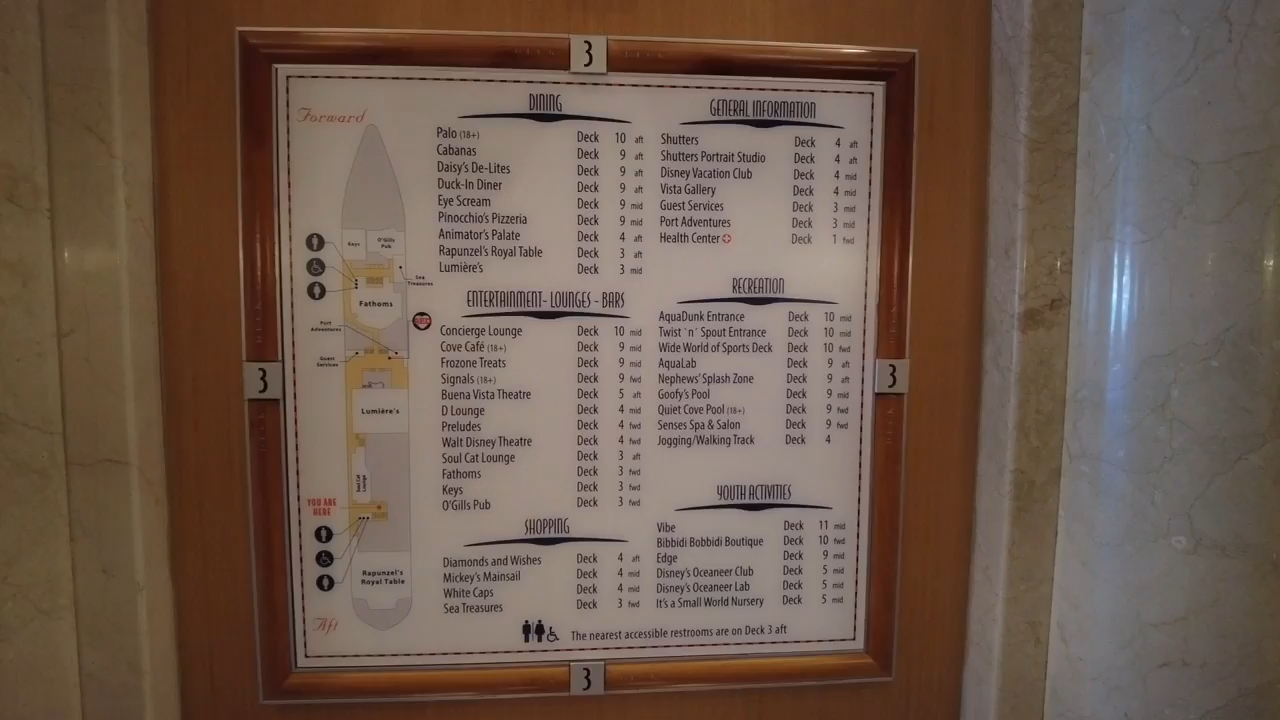 3
Forward
Keys
O'Gills
Pub
Sea
Treasures
Fathoms
Port
Adventures
Guest
Services
Lumière's
Soul Cat
Lounge
YOU ARE
HERE
Rapunzel's
Royal Table
Aft
DINING
Palo (18+) Deck 10 aft
Cabanas Deck 9 aft
Daisy's De-Lites Deck 9 aft
Duck-In Diner Deck 9 aft
Eye Scream Deck 9 mid
Pinocchio's Pizzeria Deck 9 mid
Animator's Palate Deck 4 aft
Rapunzel's Royal Table Deck 3 aft
Lumière's Deck 3 mid
ENTERTAINMENT- LOUNGES - BARS
Concierge Lounge Deck 10 mid
Cove Café (18+) Deck 9 mid
Frozone Treats Deck 9 mid
Signals (18+) Deck 9 fwd
Buena Vista Theatre Deck 5 aft
D Lounge Deck 4 mid
Preludes Deck 4 fwd
Walt Disney Theatre Deck 4 fwd
Soul Cat Lounge Deck 3 aft
Fathoms Deck 3 fwd
Keys Deck 3 fwd
O'Gills Pub Deck 3 fwd
SHOPPING
Diamonds and Wishes Deck 4 aft
Mickey's Mainsail Deck 4 mid
White Caps Deck 4 mid
Sea Treasures Deck 3 fwd
GENERAL INFORMATION
Shutters Deck 4 aft
Shutters Portrait Studio Deck 4 aft
Disney Vacation Club Deck 4 mid
Vista Gallery Deck 4 mid
Guest Services Deck 3 mid
Port Adventures Deck 3 mid
Health Center Deck 1 fwd
RECREATION
AquaDunk Entrance Deck 10 mid
Twist ´n´ Spout Entrance Deck 10 mid
Wide World of Sports Deck Deck 10 fwd
AquaLab Deck 9 aft
Nephews' Splash Zone Deck 9 aft
Goofy's Pool Deck 9 mid
Quiet Cove Pool (18+) Deck 9 fwd
Senses Spa & Salon Deck 9 fwd
Jogging/Walking Track Deck 4
YOUTH ACTIVITIES
Vibe Deck 11 mid
Bibbidi Bobbidi Boutique Deck 10 fwd
Edge Deck 9 mid
Disney's Oceaneer Club Deck 5 mid
Disney's Oceaneer Lab Deck 5 mid
It's a Small World Nursery Deck 5 mid
The nearest accessible restrooms are on Deck 3 aft
3
3
3